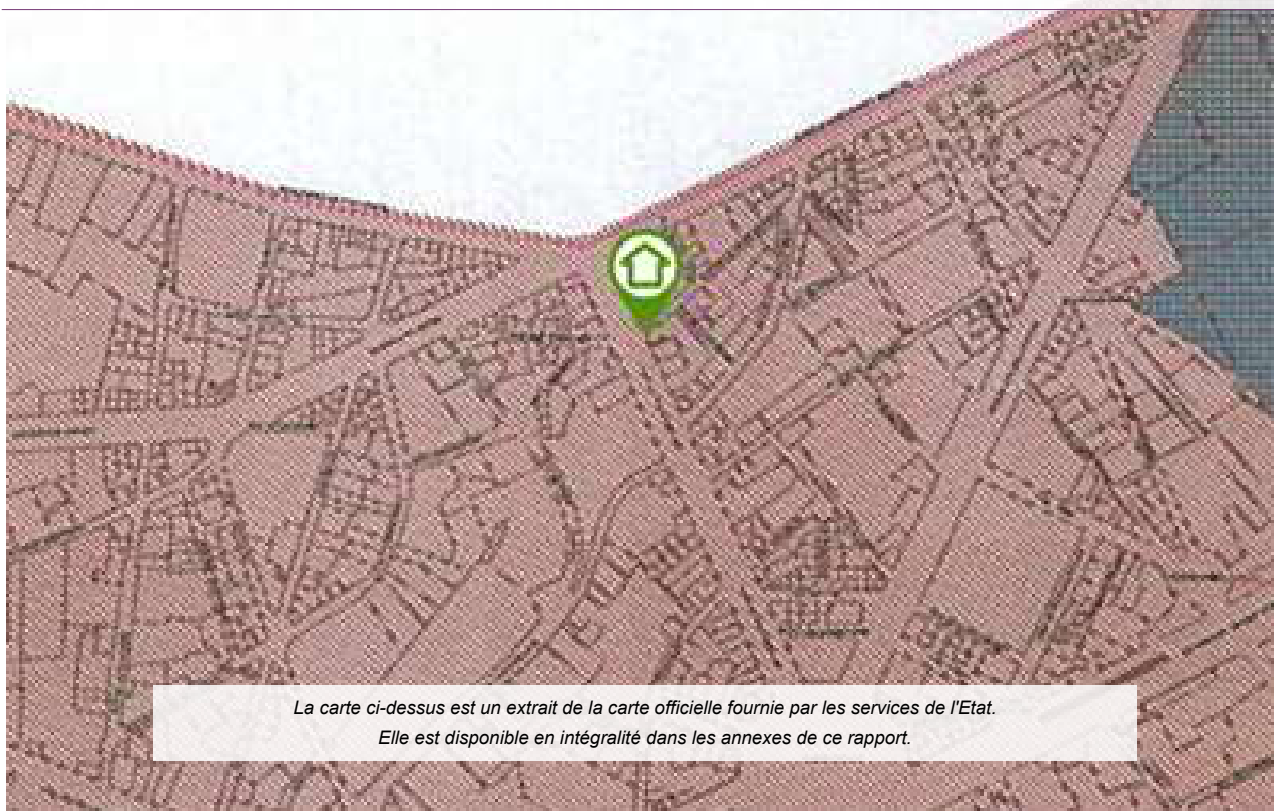 La carte ci-dessus est un extrait de la carte officielle fournie par les services de l'Etat.
Elle est disponible en intégralité dans les annexes de ce rapport.